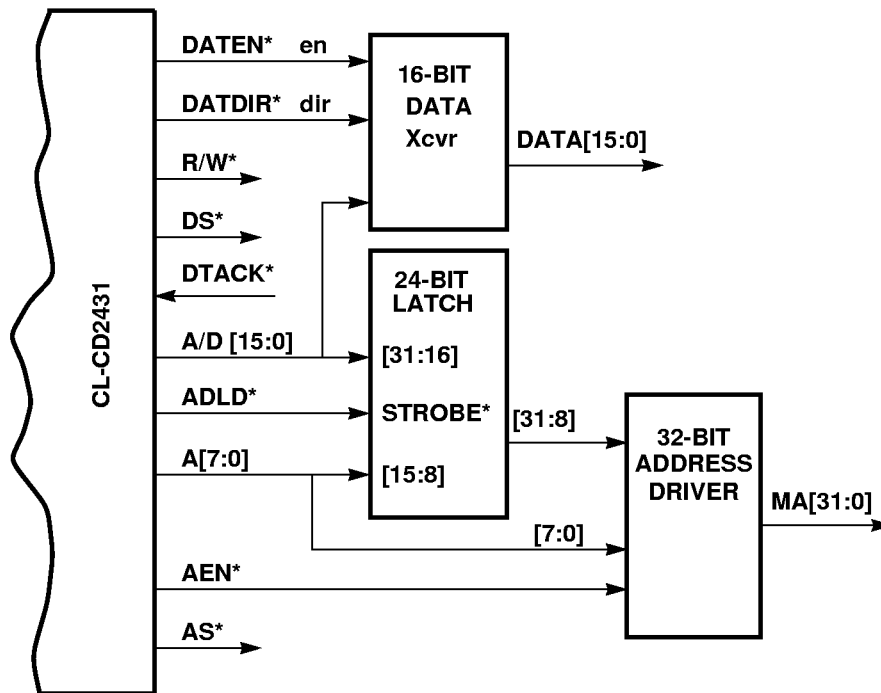 CL-CD2431
DATEN* en
DATDIR* dir
R/W*
DS*
DTACK*
A/D [15:0]
ADLD*
A[7:0]
AEN*
AS*
16-BIT
DATA
Xcvr
DATA[15:0]
24-BIT
LATCH
[31:16]
STROBE*
[15:8]
[31:8]
[7:0]
32-BIT
ADDRESS
DRIVER
MA[31:0]